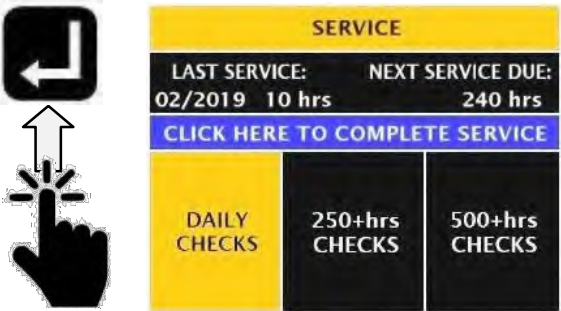 SERVICE
LAST SERVICE: NEXT SERVICE DUE:
02/2019 10 hrs 240 hrs
CLICK HERE TO COMPLETE SERVICE
DAILY 250+hrs 500+hrs
CHECKS CHECKS CHECKS